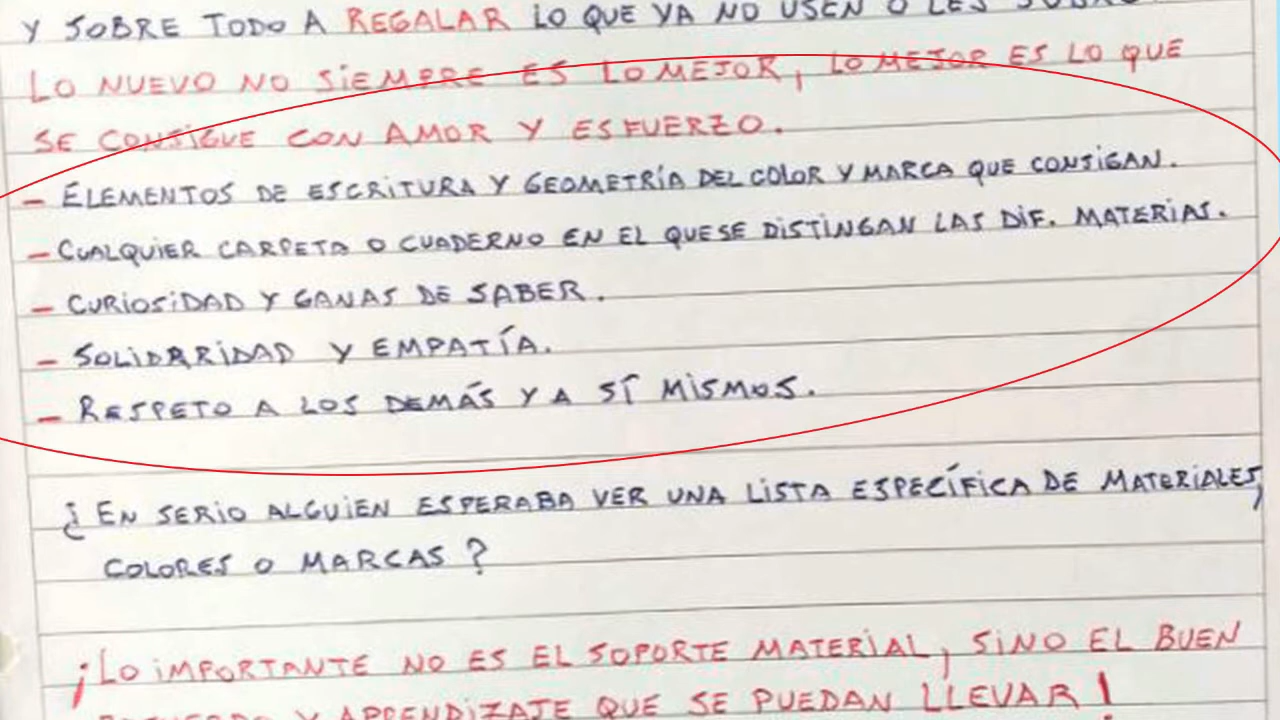 Y SOBRE TODO A REGALAR LO QUE YA NO USEN O LES
LO NUEVO NO SIEMPRE ES LO MEJOR, LO MEJOR ES LO QUE
SE CONSIGUE CON AMOR Y ESFUERZO.
- ELEMENTOS DE ESCRITURA Y GEOMETRÍA DEL COLOR Y MARCA QUE CONSIGAN.
- CUALQUIER CARPETA O CUADERNO EN EL QUE SE DISTINGAN LAS DIF. MATERIAS.
- CURIOSIDAD Y GANAS DE SABER.
- SOLIDARIDAD Y EMPATÍA.
- RESPETO A LOS DEMÁS Y A SÍ MISMOS.
¿EN SERIO ALGUIEN ESPERABA VER UNA LISTA ESPECÍFICA DE MATERIALES,
COLORES O MARCAS?
¡LO IMPORTANTE NO ES EL SOPORTE MATERIAL, SINO EL BUEN
Y APRENDIZAJE QUE SE PUEDAN LLEVAR!